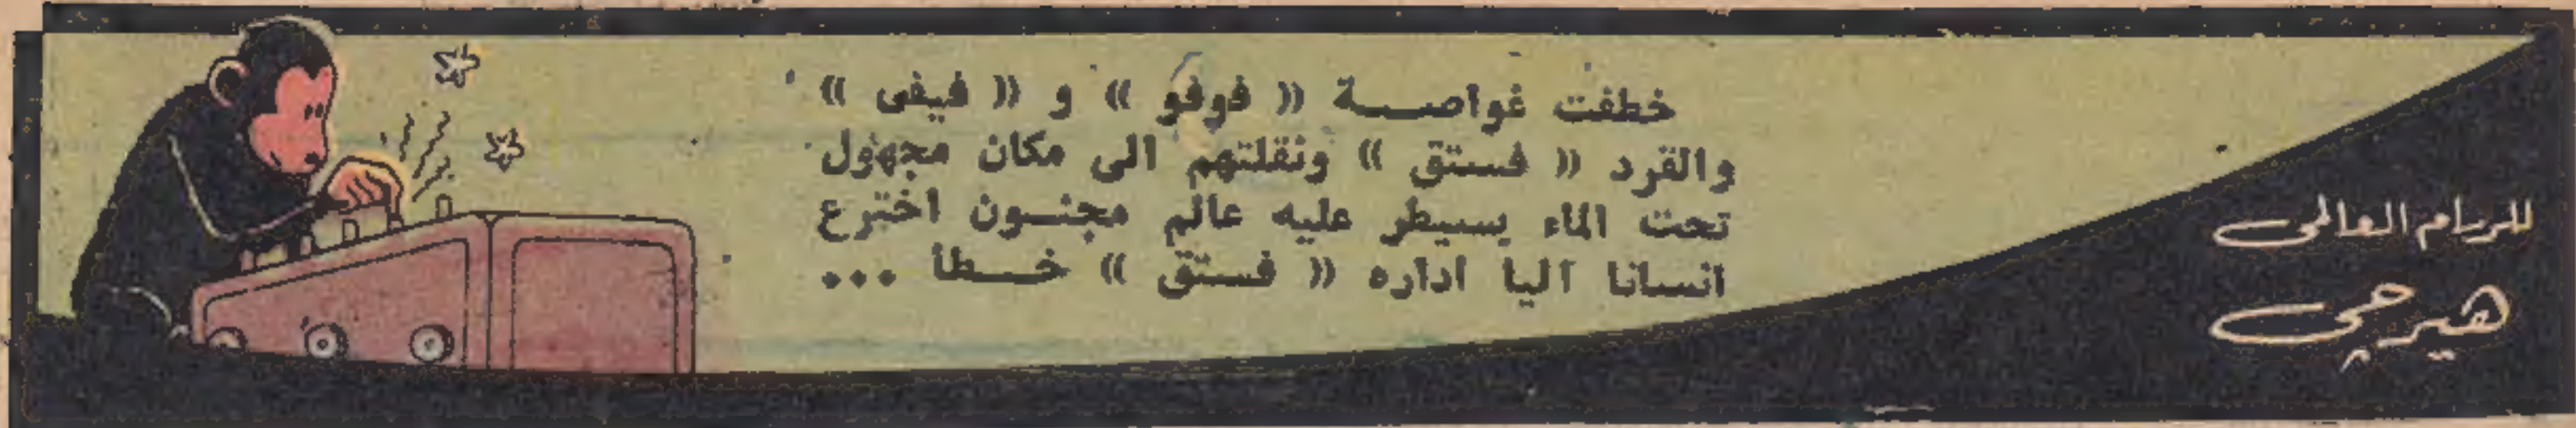 خطفت غواصة « فوفو » و « فيفى »
والقرد « فستق » ونقلتهم الى مكان مجهول
تحت الماء يسيطر عليه عالم مجنون اخترع
انسانا آليا اداره « فستق » خطأ ...
للرسام العالمى
هيرجى